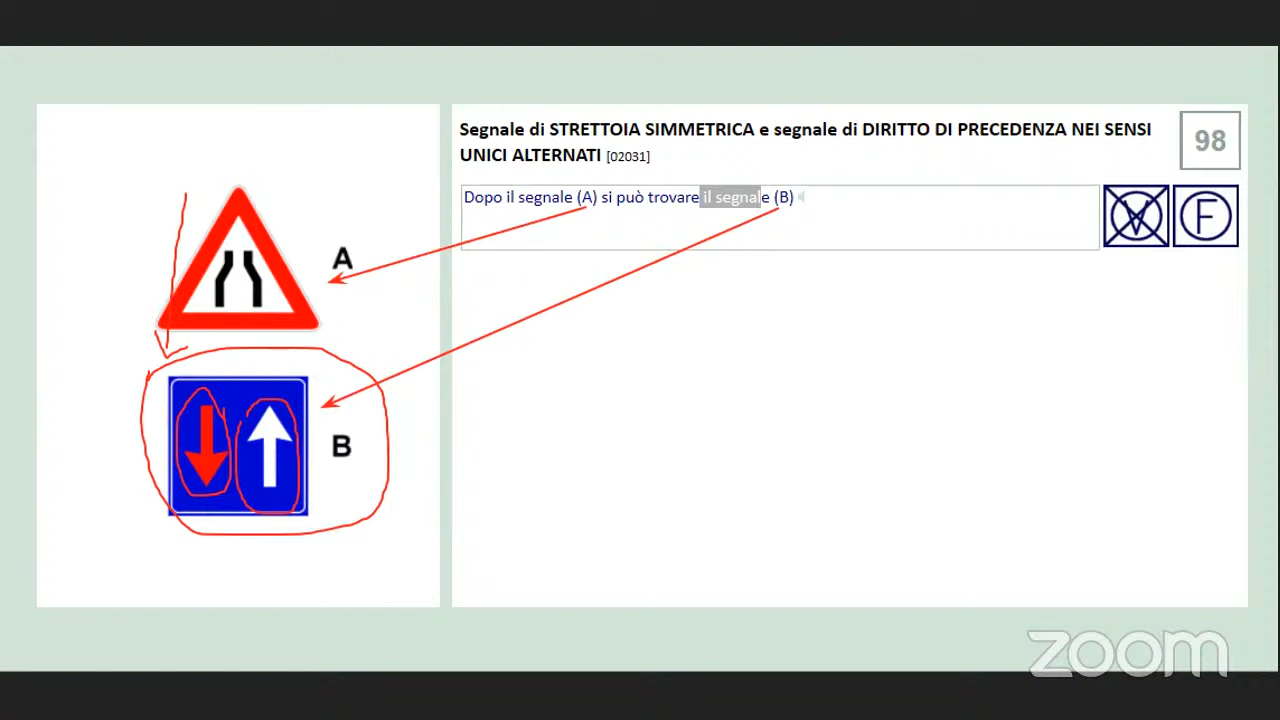 Segnale di STRETTOIA SIMMETRICA e segnale di DIRITTO DI PRECEDENZA NEI SENSI
UNICI ALTERNATI [02031]
98
Dopo il segnale (A) si può trovare il segnale (B)
V F
A
B
zoom